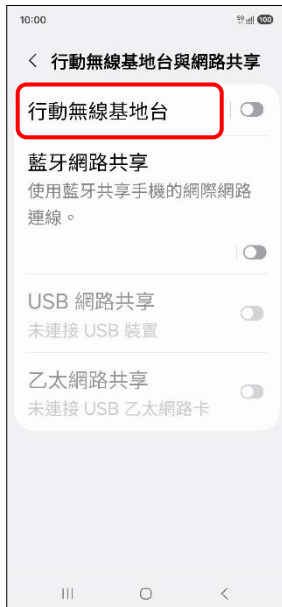 10:00
5G 100
行動無線基地台與網路共享
行動無線基地台
藍牙網路共享
使用藍牙共享手機的網際網路
連線。
USB 網路共享
未連接 USB 裝置
乙太網路共享
未連接 USB 乙太網路卡